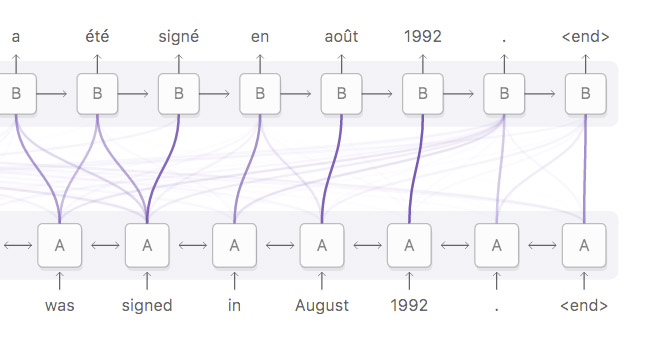 a été signé en août 1992 . <end>
B B B B B B B B
A A A A A A A
was signed in August 1992 . <end>